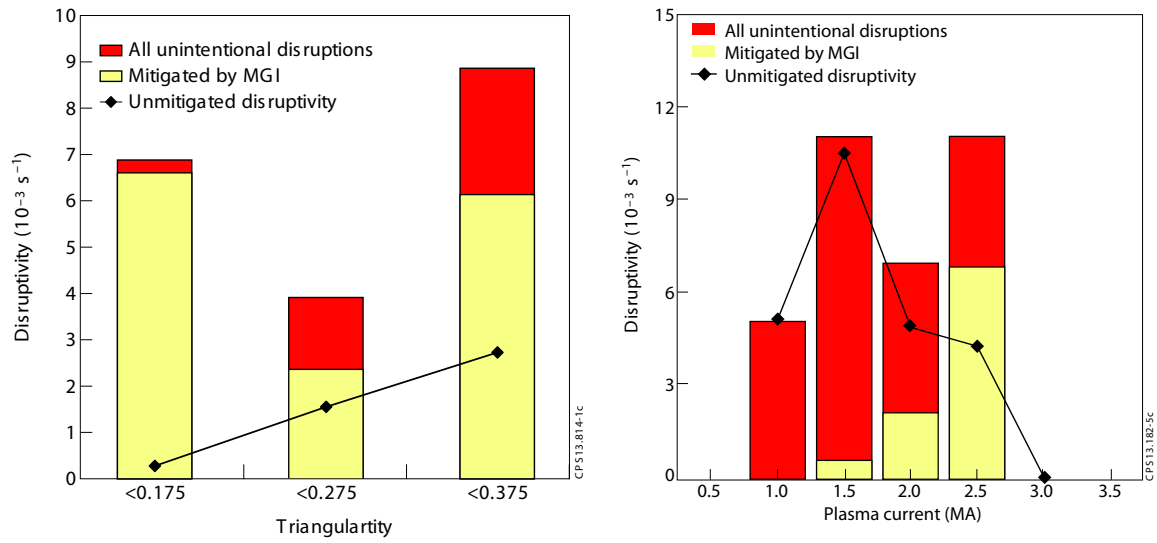 10
9
8
7
6
5
4
3
2
1
0
Disruptivity (10⁻³ s⁻¹)
All unintentional disruptions
Mitigated by MGI
Unmitigated disruptivity
<0.175 <0.275 <0.375
Triangulartity
CPS13.814-1c
15
12
9
6
3
0
Disruptivity (10⁻³ s⁻¹)
All unintentional disruptions
Mitigated by MGI
Unmitigated disruptivity
0.5 1.0 1.5 2.0 2.5 3.0 3.5
Plasma current (MA)
CPS13.182-5c